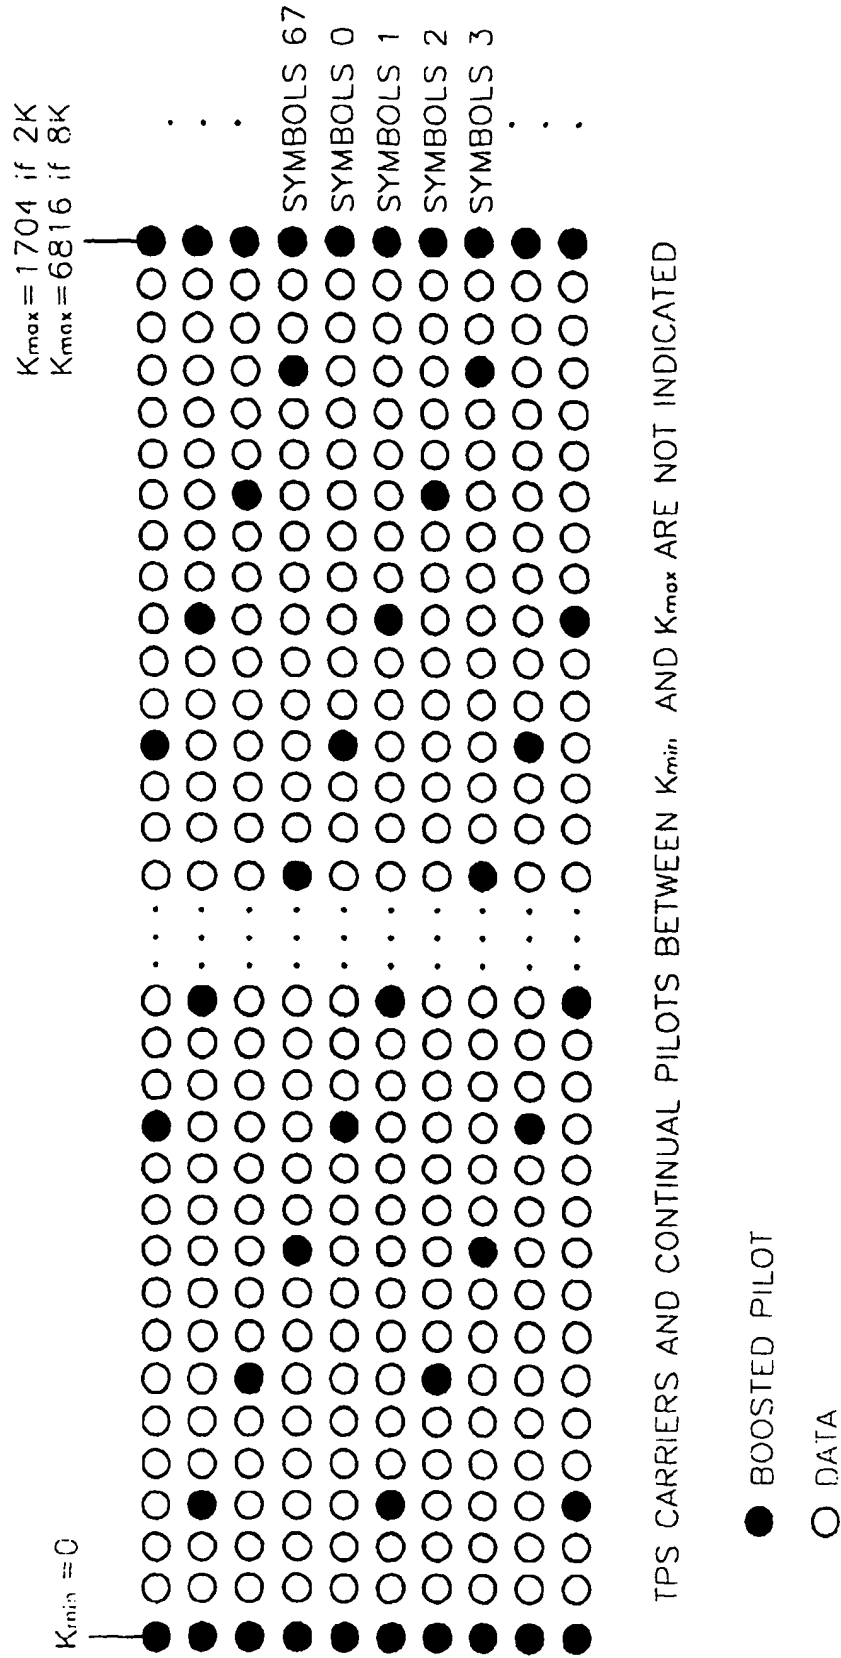 Kmin=0
Kmax=1704 if 2K
Kmax=6816 if 8K
SYMBOLS 67
SYMBOLS 0
SYMBOLS 1
SYMBOLS 2
SYMBOLS 3
TPS CARRIERS AND CONTINUAL PILOTS BETWEEN Kmin AND Kmax ARE NOT INDICATED
BOOSTED PILOT
DATA